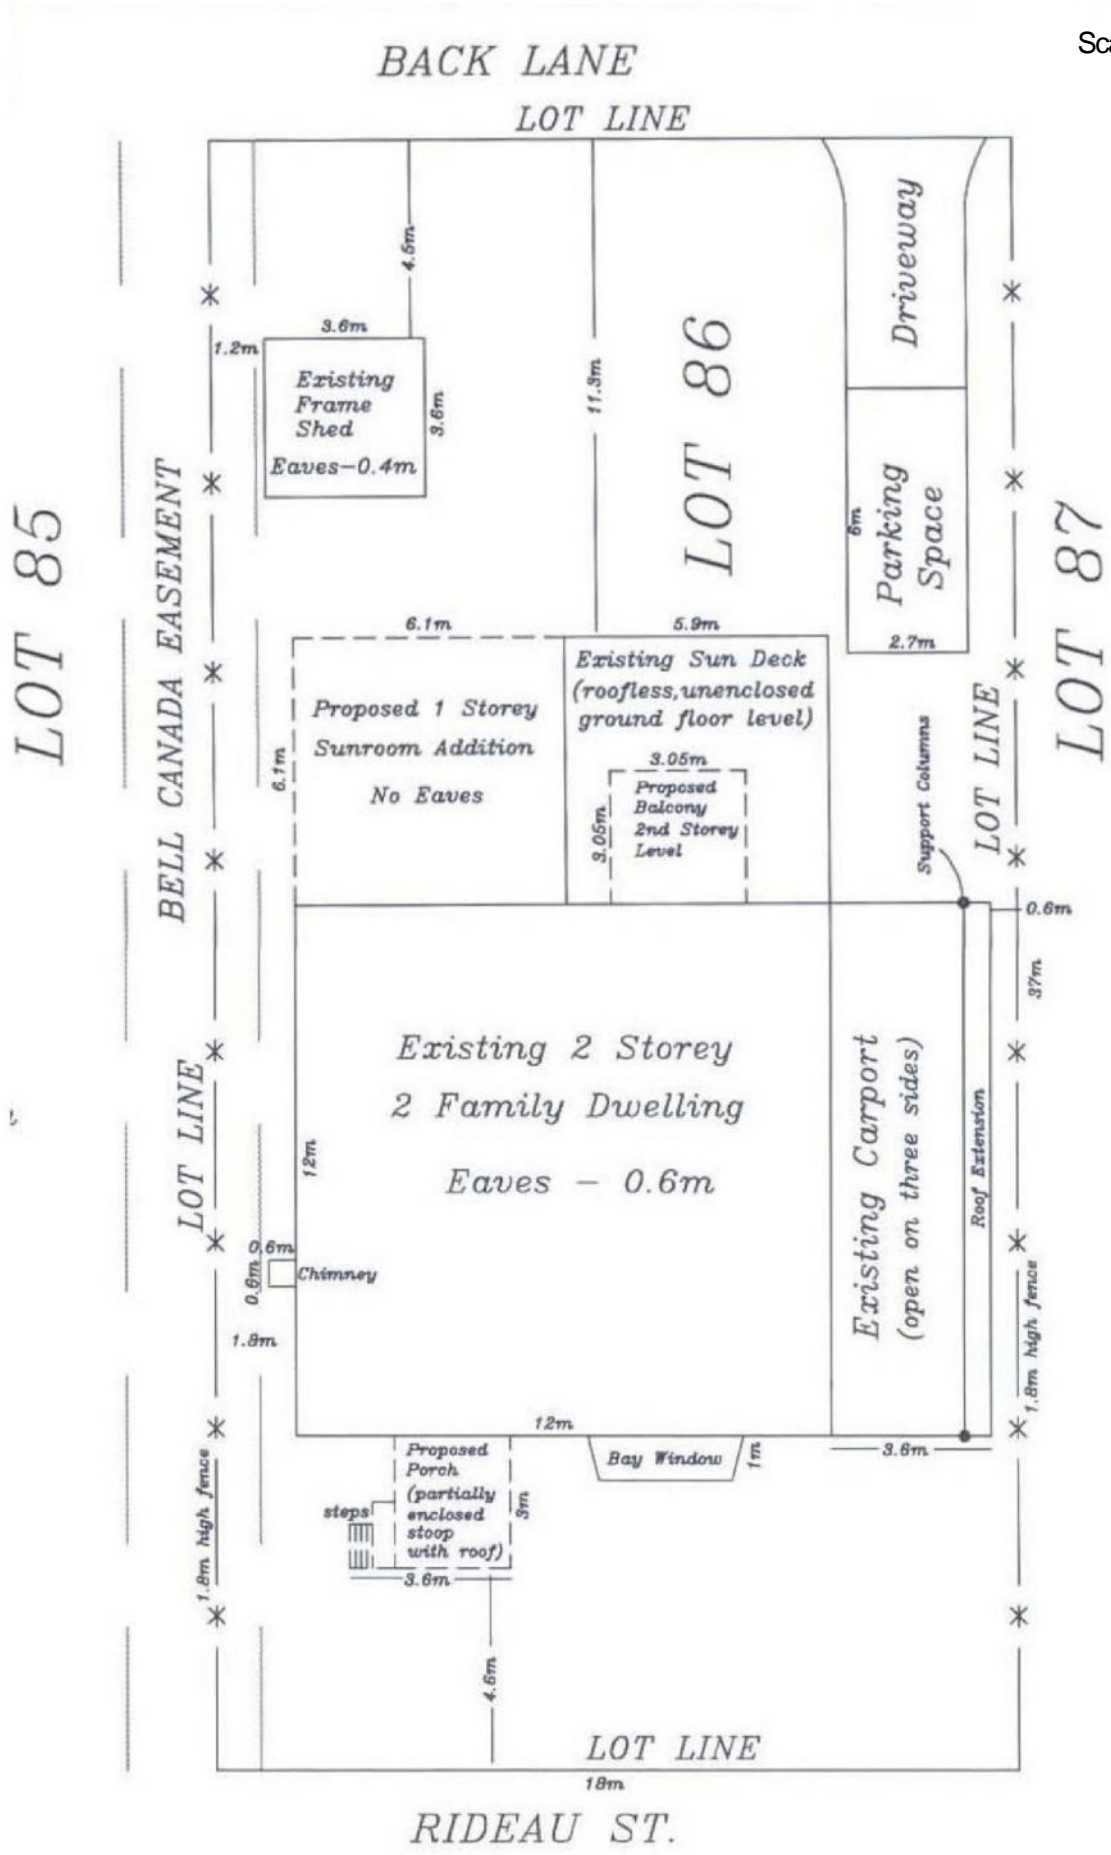 Sca
BACK LANE
LOT LINE
Driveway
4.5m
11.3m
3.6m
1.2m
Existing
Frame
Shed
Eaves-0.4m
3.6m
LOT 86
6m
Parking
Space
2.7m
LOT 85
BELL CANADA EASEMENT
LOT 87
LOT LINE
6.1m
5.9m
Proposed 1 Storey
Sunroom Addition
No Eaves
6.1m
Existing Sun Deck
(roofless,unenclosed
ground floor level)
3.05m
3.05m
Proposed
Balcony
2nd Storey
Level
Support Columns
0.6m
37m
LOT LINE
Existing 2 Storey
2 Family Dwelling
Eaves - 0.6m
12m
Existing Carport
(open on three sides)
Roof Extension
0.6m
0.6m
Chimney
1.8m
1.8m high fence
12m
3.6m
Proposed
Porch
(partially
enclosed
stoop
with roof)
Bay Window
1m
3m
steps
3.6m
1.8m high fence
4.6m
LOT LINE
18m
RIDEAU ST.